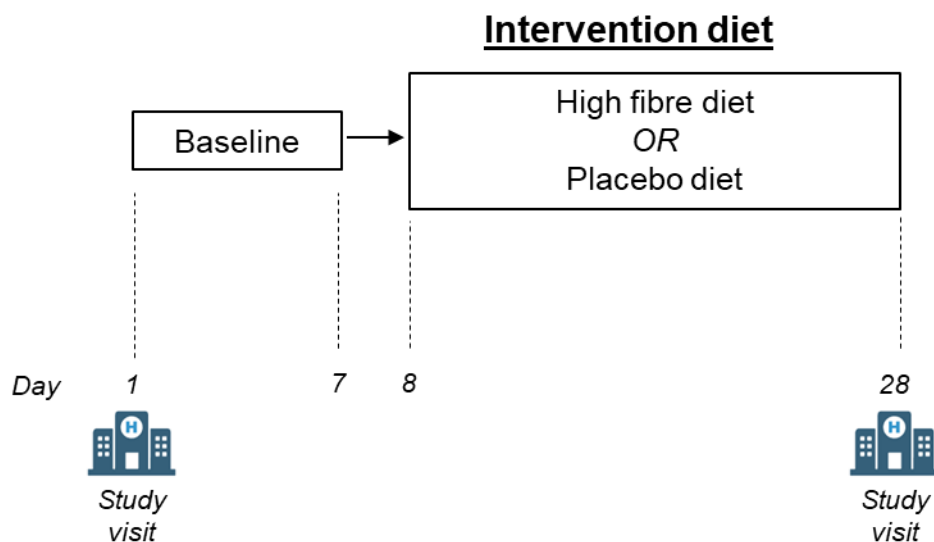 Intervention diet
High fibre diet
Baseline
OR
Placebo diet
Day 1 7 8 28
H H
Study visit
Study visit